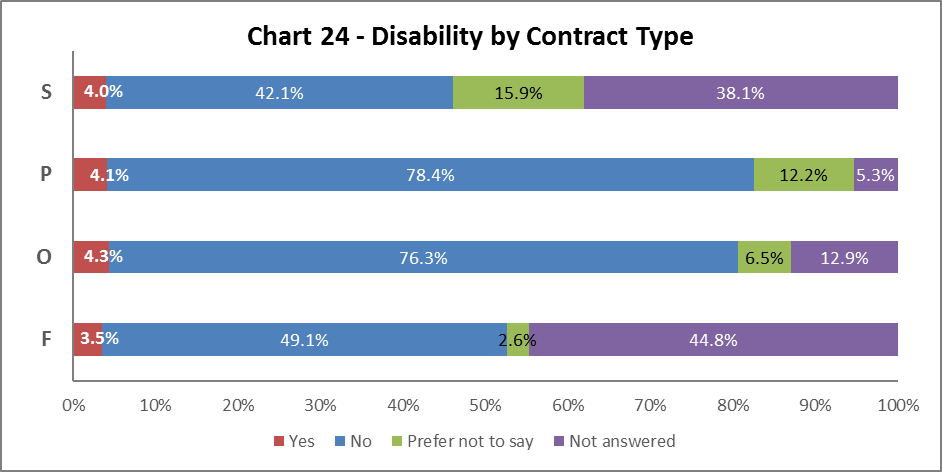 Chart 24 - Disability by Contract Type
S 4.0% 42.1% 15.9% 38.1%
P 4.1% 78.4% 12.2% 5.3%
O 4.3% 76.3% 6.5% 12.9%
F 3.5% 49.1% 2.6% 44.8%
0% 10% 20% 30% 40% 50% 60% 70% 80% 90% 100%
Yes No Prefer not to say Not answered